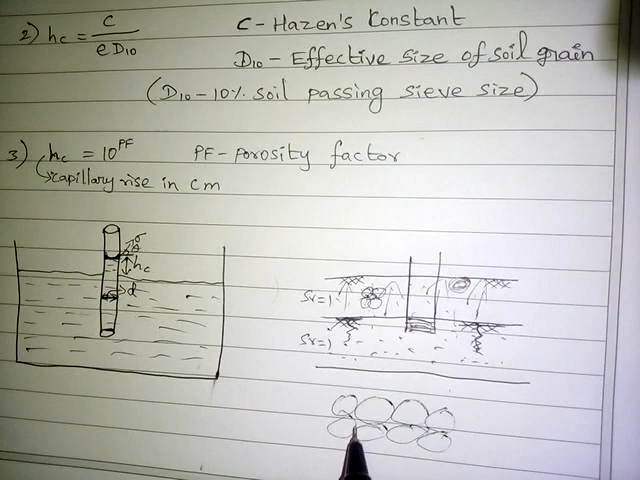 2) hc = C / e D10    C - Hazen's Constant
D10 - Effective size of soil grain
(D10 - 10% soil passing sieve size)
3) hc = 10^PF    PF - porosity factor
capillary rise in cm
σ
θ
hc
d
Sr=1
Sr=1